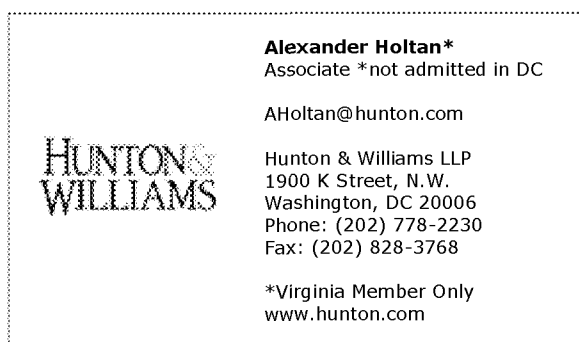 HUNTON&
WILLIAMS
Alexander Holtan*
Associate *not admitted in DC
AHoltan@hunton.com
Hunton & Williams LLP
1900 K Street, N.W.
Washington, DC 20006
Phone: (202) 778-2230
Fax: (202) 828-3768
*Virginia Member Only
www.hunton.com